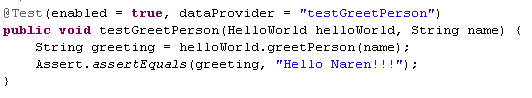 @Test(enabled = true, dataProvider = "testGreetPerson")
public void testGreetPerson(HelloWorld helloWorld, String name) {
    String greeting = helloWorld.greetPerson(name);
    Assert.assertEquals(greeting, "Hello Naren!!!");
}